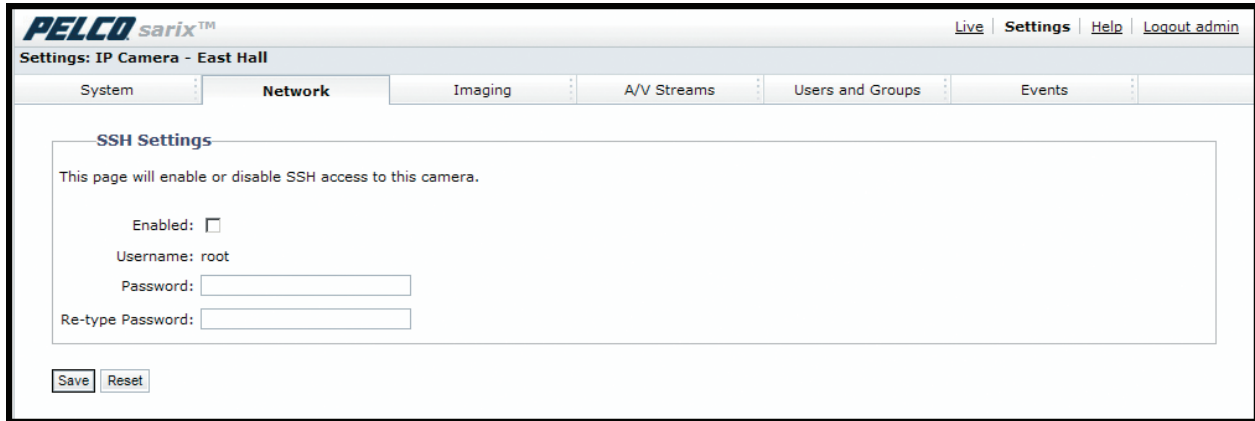 PELCO sarix™ Live Settings Help Logout admin
Settings: IP Camera - East Hall
System Network Imaging A/V Streams Users and Groups Events
SSH Settings
This page will enable or disable SSH access to this camera.
Enabled:
Username: root
Password:
Re-type Password:
Save Reset